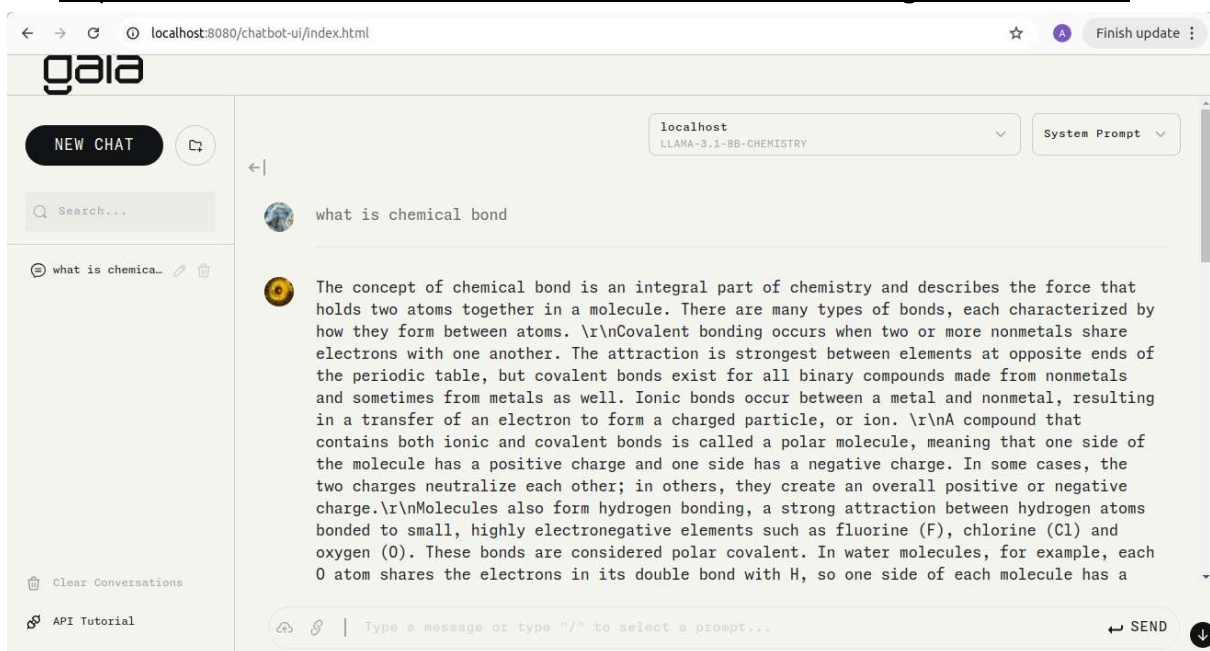 localhost:8080/chatbot-ui/index.html
A
Finish update
gaia
NEW CHAT
localhost
LLAMA-3.1-8B-CHEMISTRY
System Prompt
Search...
what is chemical bond
what is chemica…
The concept of chemical bond is an integral part of chemistry and describes the force that
holds two atoms together in a molecule. There are many types of bonds, each characterized by
how they form between atoms. \r\nCovalent bonding occurs when two or more nonmetals share
electrons with one another. The attraction is strongest between elements at opposite ends of
the periodic table, but covalent bonds exist for all binary compounds made from nonmetals
and sometimes from metals as well. Ionic bonds occur between a metal and nonmetal, resulting
in a transfer of an electron to form a charged particle, or ion. \r\nA compound that
contains both ionic and covalent bonds is called a polar molecule, meaning that one side of
the molecule has a positive charge and one side has a negative charge. In some cases, the
two charges neutralize each other; in others, they create an overall positive or negative
charge.\r\nMolecules also form hydrogen bonding, a strong attraction between hydrogen atoms
bonded to small, highly electronegative elements such as fluorine (F), chlorine (Cl) and
oxygen (O). These bonds are considered polar covalent. In water molecules, for example, each
O atom shares the electrons in its double bond with H, so one side of each molecule has a
Clear Conversations
API Tutorial
Type a message or type "/" to select a prompt...
SEND